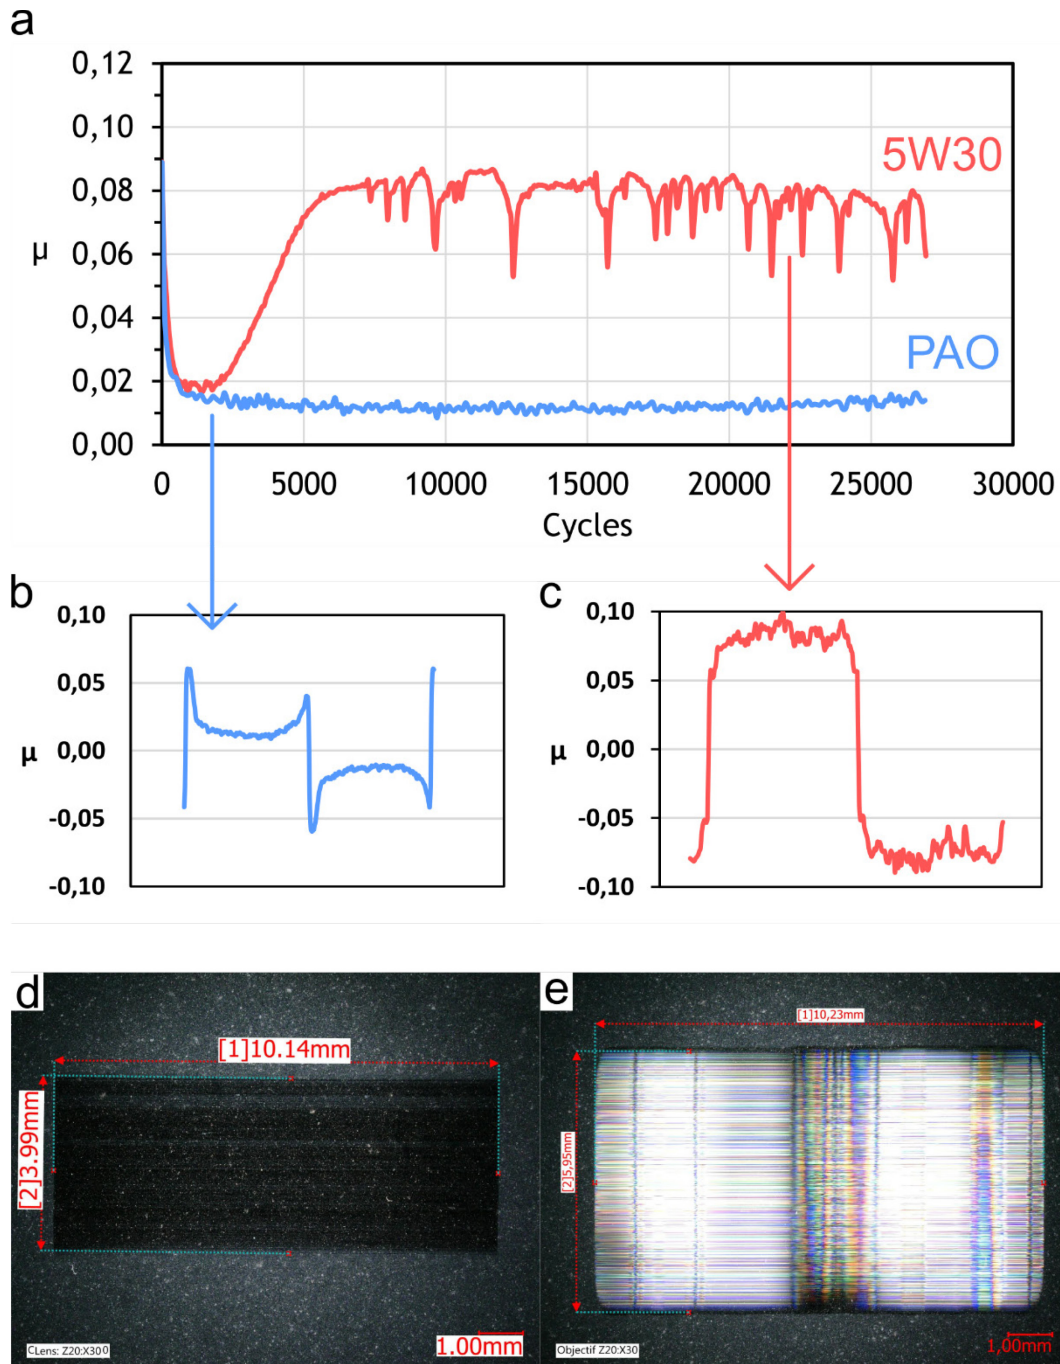 a
0,12
0,10
5W30
0,08
µ
0,06
0,04
PAO
0,02
0,00
0 5000 10000 15000 20000 25000 30000
Cycles
b
0,10
0,05
µ 0,00
-0,05
-0,10
c
0,10
0,05
µ 0,00
-0,05
-0,10
d
[1]10.14mm
[2]3.99mm
CLens: Z20:X300
1.00mm
e
[1]10,23mm
[2]5,95mm
Objectif Z20:X30
1,00mm